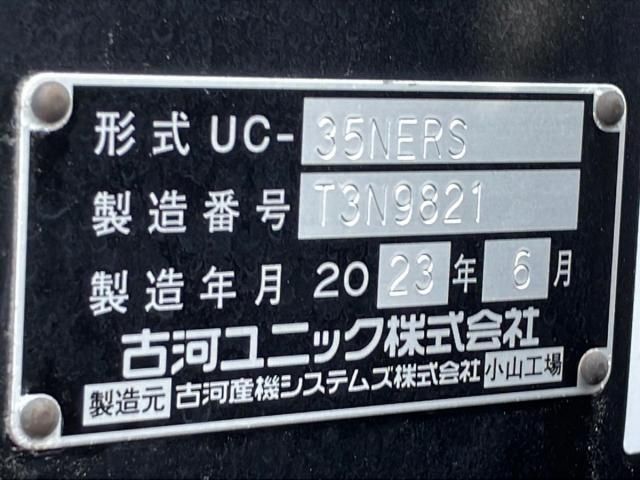 形式 UC- 35NERS
製造番号 T3N9821
製造年月 2023年6月
古河ユニック株式会社
製造元 古河産機システムズ株式会社 小山工場